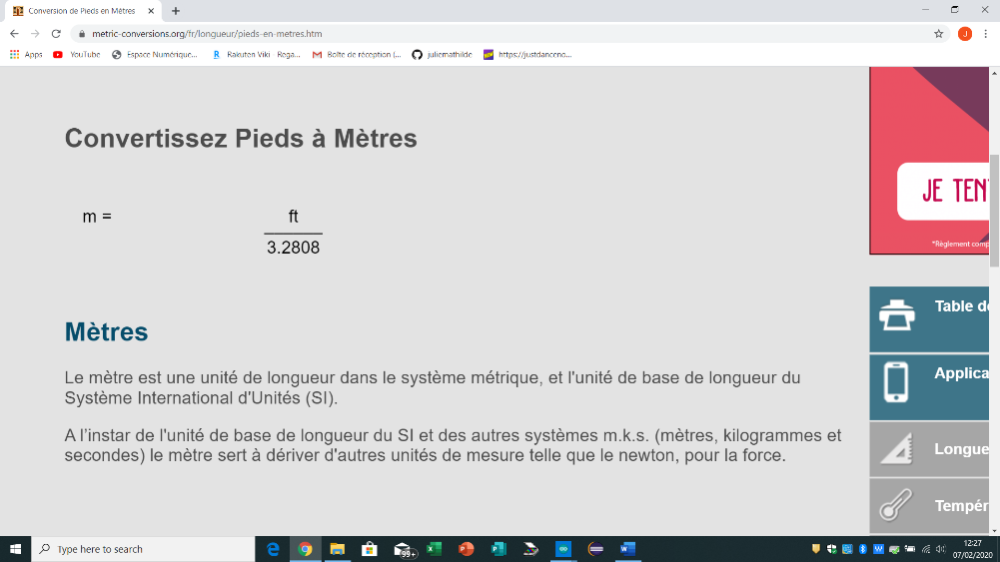 Conversion de Pieds en Mètres
metric-conversions.org/fr/longueur/pieds-en-metres.htm
J
Apps
YouTube
Espace Numérique...
Rakuten Viki - Rega...
Boîte de réception (...
juliemathilde
https://justdanceno...
Convertissez Pieds à Mètres
m =
ft
3.2808
JE TEN
*Règlement comp
Mètres
Le mètre est une unité de longueur dans le système métrique, et l'unité de base de longueur du
Système International d'Unités (SI).
A l'instar de l'unité de base de longueur du SI et des autres systèmes m.k.s. (mètres, kilogrammes et
secondes) le mètre sert à dériver d'autres unités de mesure telle que le newton, pour la force.
Table de
Applica
Longue
Tempér
Type here to search
99+
12:27
07/02/2020